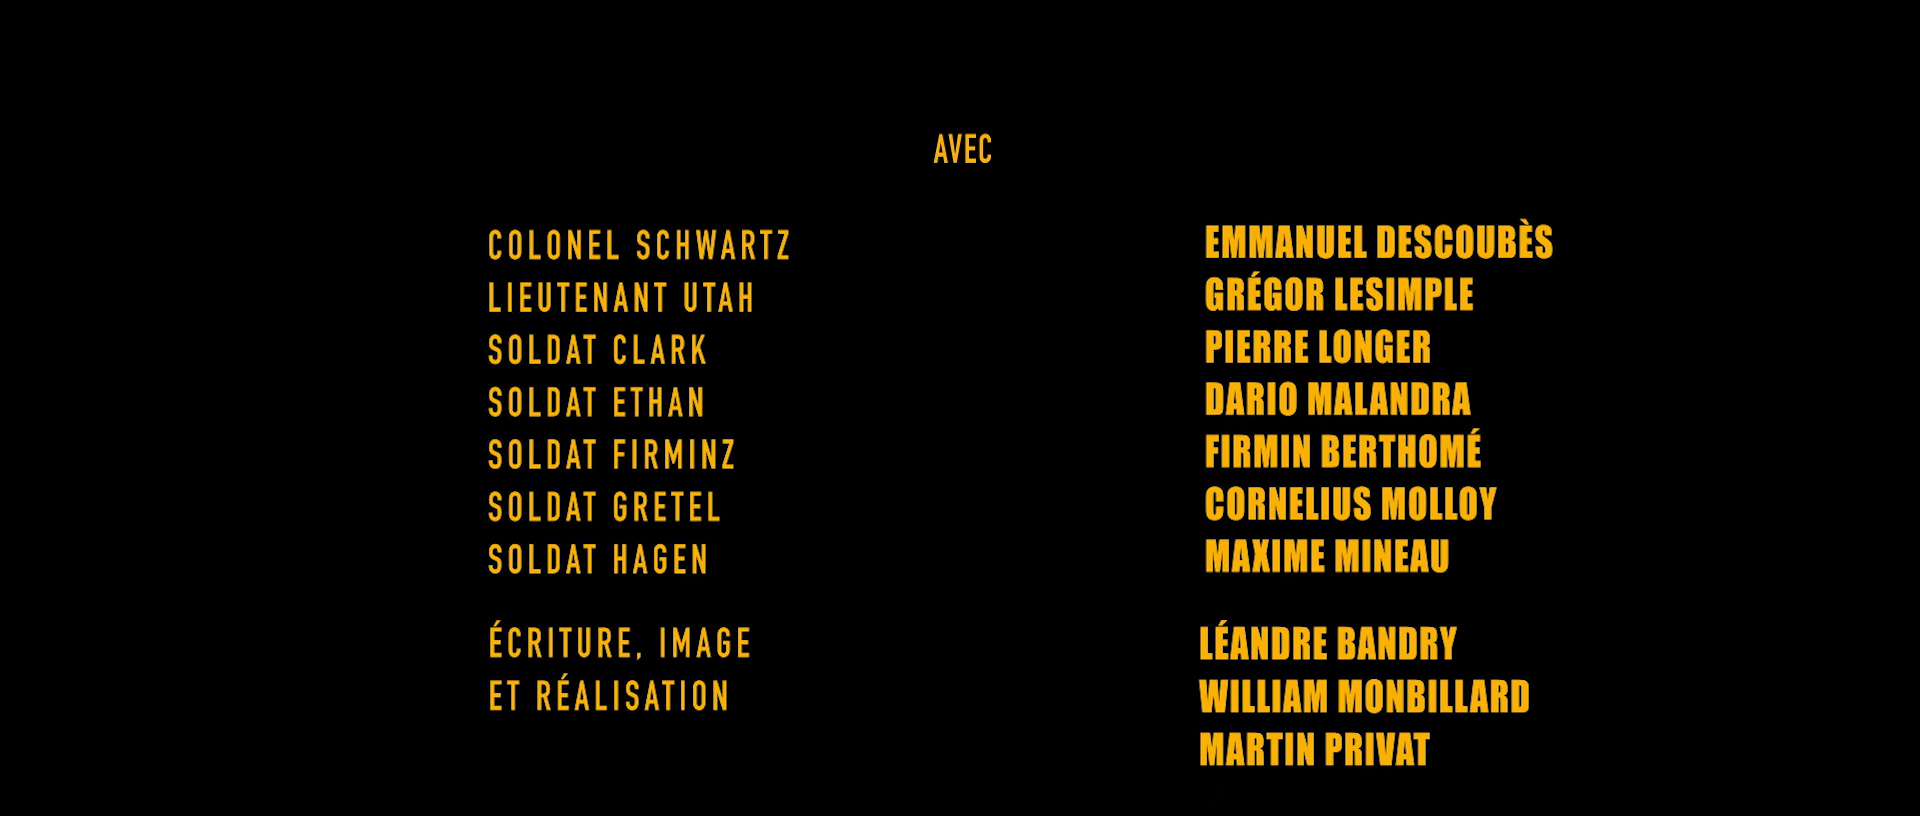 AVEC
COLONEL SCHWARTZ EMMANUEL DESCOUBÈS
LIEUTENANT UTAH GRÉGOR LESIMPLE
SOLDAT CLARK PIERRE LONGER
SOLDAT ETHAN DARIO MALANDRA
SOLDAT FIRMINZ FIRMIN BERTHOMÉ
SOLDAT GRETEL CORNELIUS MOLLOY
SOLDAT HAGEN MAXIME MINEAU
ÉCRITURE, IMAGE LÉANDRE BANDRY
ET RÉALISATION WILLIAM MONBILLARD
MARTIN PRIVAT